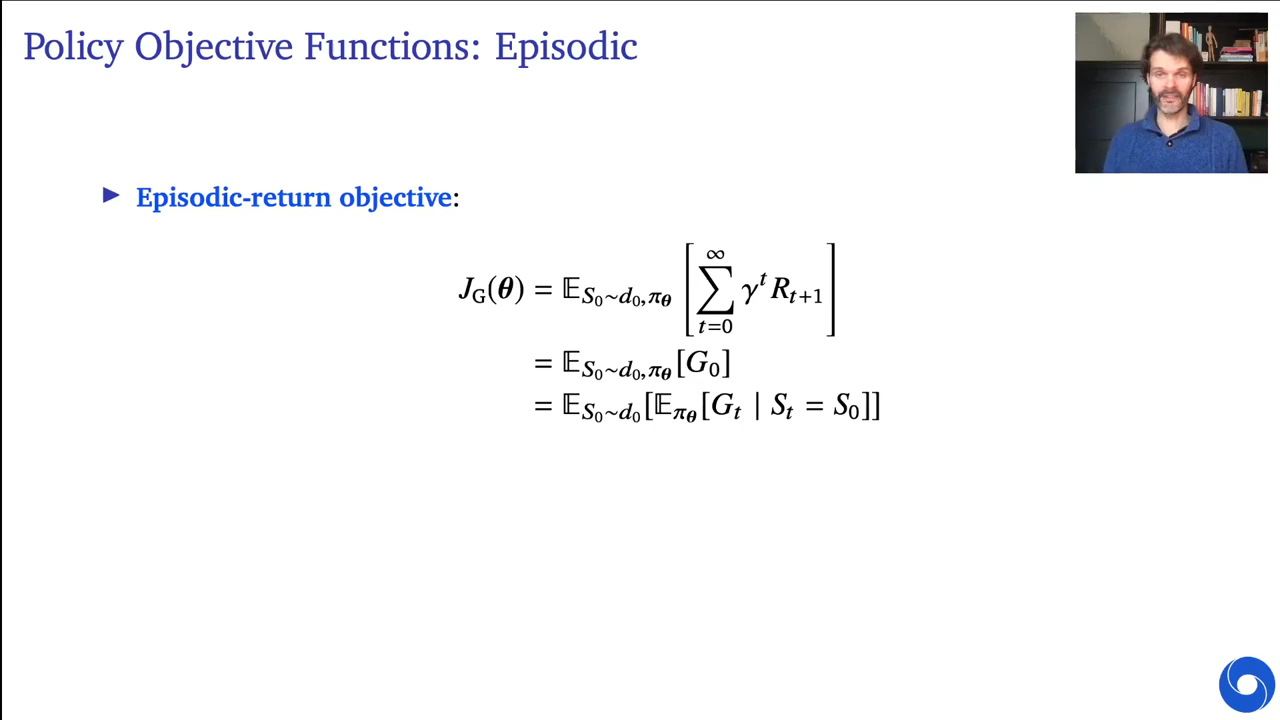 Policy Objective Functions: Episodic
▶ Episodic-return objective:
J_G(θ) = 𝔼_{S_0∼d_0,π_θ} [ ∑_{t=0}^{∞} γ^t R_{t+1} ]
= 𝔼_{S_0∼d_0,π_θ}[G_0]
= 𝔼_{S_0∼d_0}[𝔼_{π_θ}[G_t | S_t = S_0]]